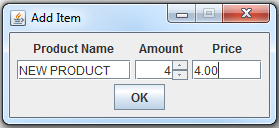 Add Item
Product Name Amount Price
NEW PRODUCT 4 4.00
OK